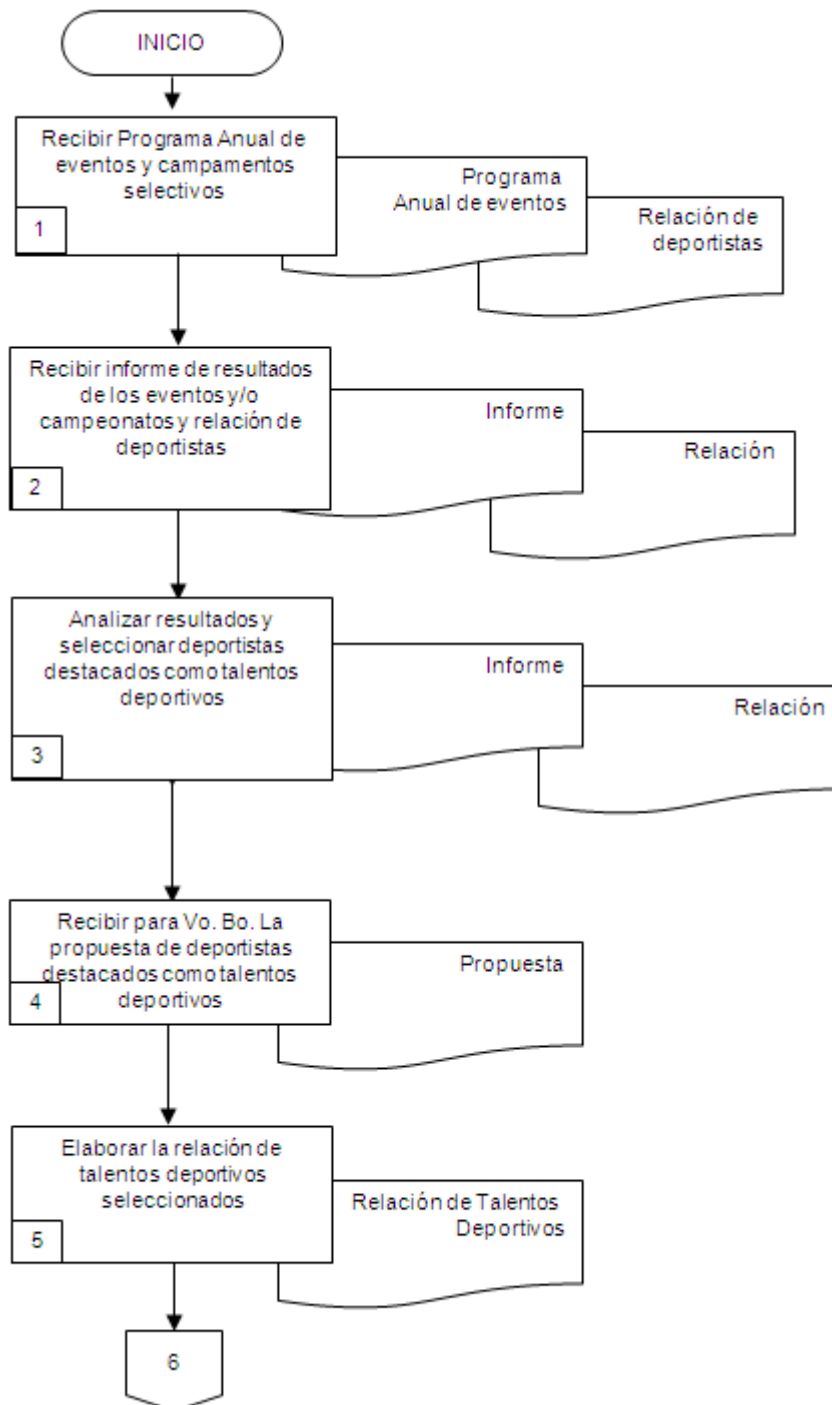 INICIO
Recibir Programa Anual de
eventos y campamentos
selectivos
1
Programa
Anual de eventos
Relación de
deportistas
Recibir informe de resultados
de los eventos y/o
campeonatos y relación de
deportistas
2
Informe
Relación
Analizar resultados y
seleccionar deportistas
destacados como talentos
deportivos
3
Informe
Relación
Recibir para Vo. Bo. La
propuesta de deportistas
destacados como talentos
deportivos
4
Propuesta
Elaborar la relación de
talentos deportivos
seleccionados
5
Relación de Talentos
Deportivos
6